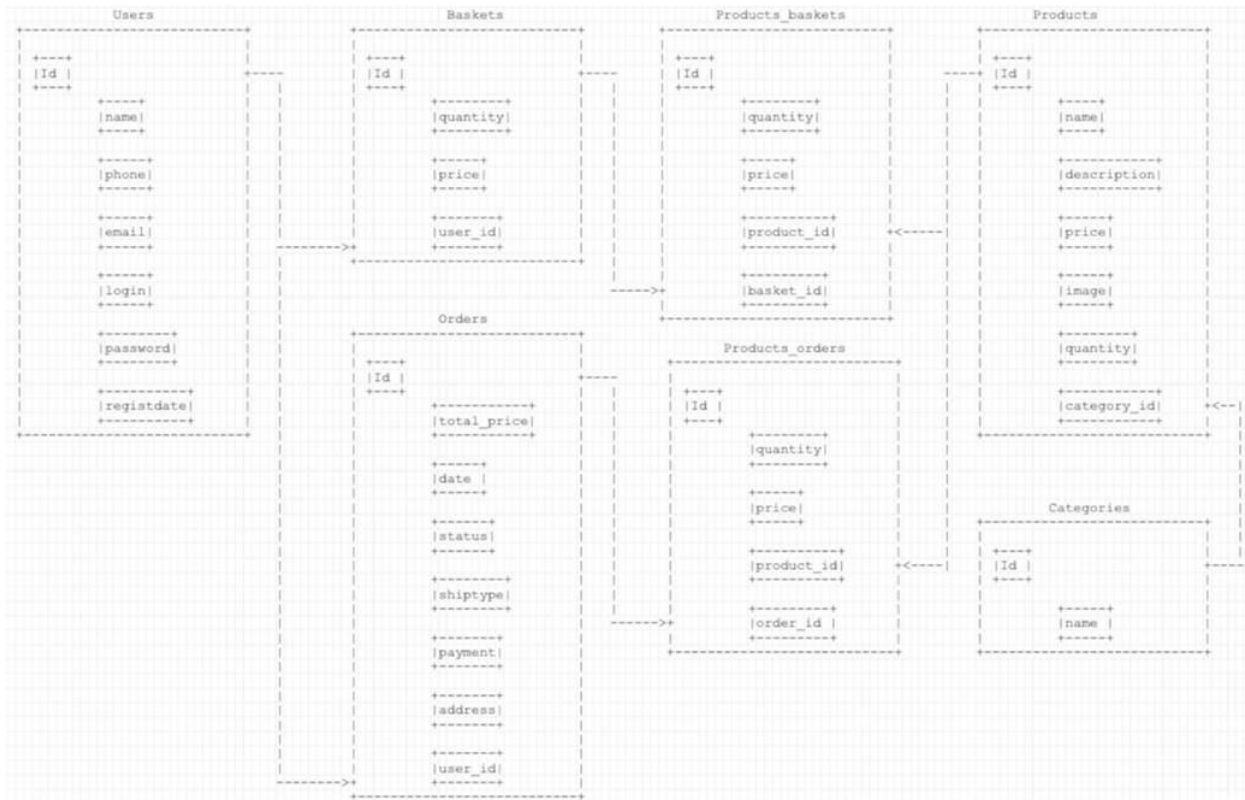 Users
Id
name
phone
email
login
password
registdate
Baskets
Id
quantity
price
user_id
Orders
Id
total_price
date
status
shiptype
payment
address
user_id
Products_baskets
Id
quantity
price
product_id
basket_id
Products_orders
Id
quantity
price
product_id
order_id
Products
Id
name
description
price
image
quantity
category_id
Categories
Id
name